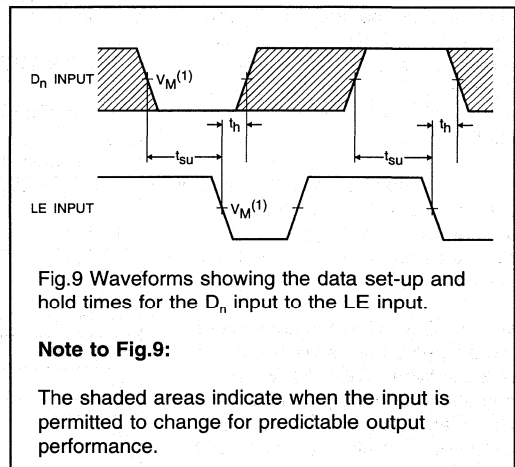 Dn INPUT
VM(1)
th
th
tsu
tsu
LE INPUT
VM(1)
Fig.9 Waveforms showing the data set-up and
hold times for the Dn input to the LE input.
Note to Fig.9:
The shaded areas indicate when the input is
permitted to change for predictable output
performance.